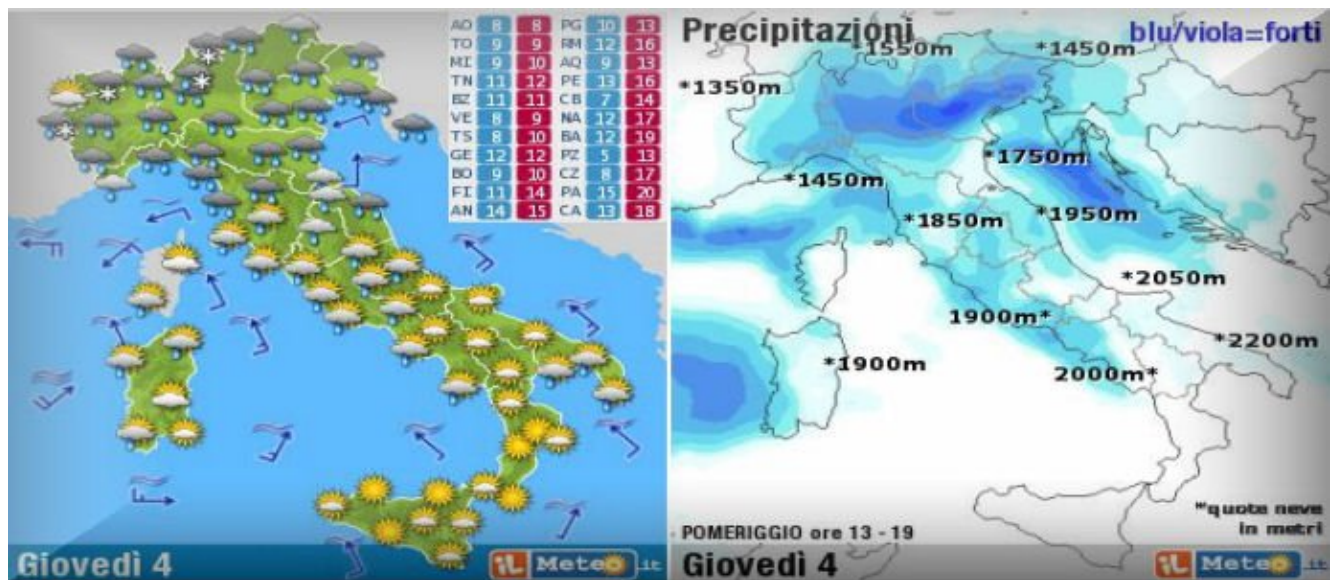 AO 8 8 PG 10 13
TO 9 9 RM 12 16
MI 9 10 AQ 9 13
TN 11 12 PE 13 16
BZ 11 11 CB 7 14
VE 8 9 NA 12 17
TS 8 10 BA 12 19
GE 12 12 PZ 5 13
BO 9 10 CZ 8 17
FI 11 14 PA 15 20
AN 14 15 CA 13 18
Giovedì 4
iL Meteo.it
Precipitazioni
blu/viola=forti
*1550m
*1450m
*1350m
*1750m
*1450m
*1850m
*1950m
*2050m
1900m*
*2200m
*1900m
2000m*
*quote neve
in metri
POMERIGGIO ore 13 - 19
Giovedì 4
iL Meteo.it